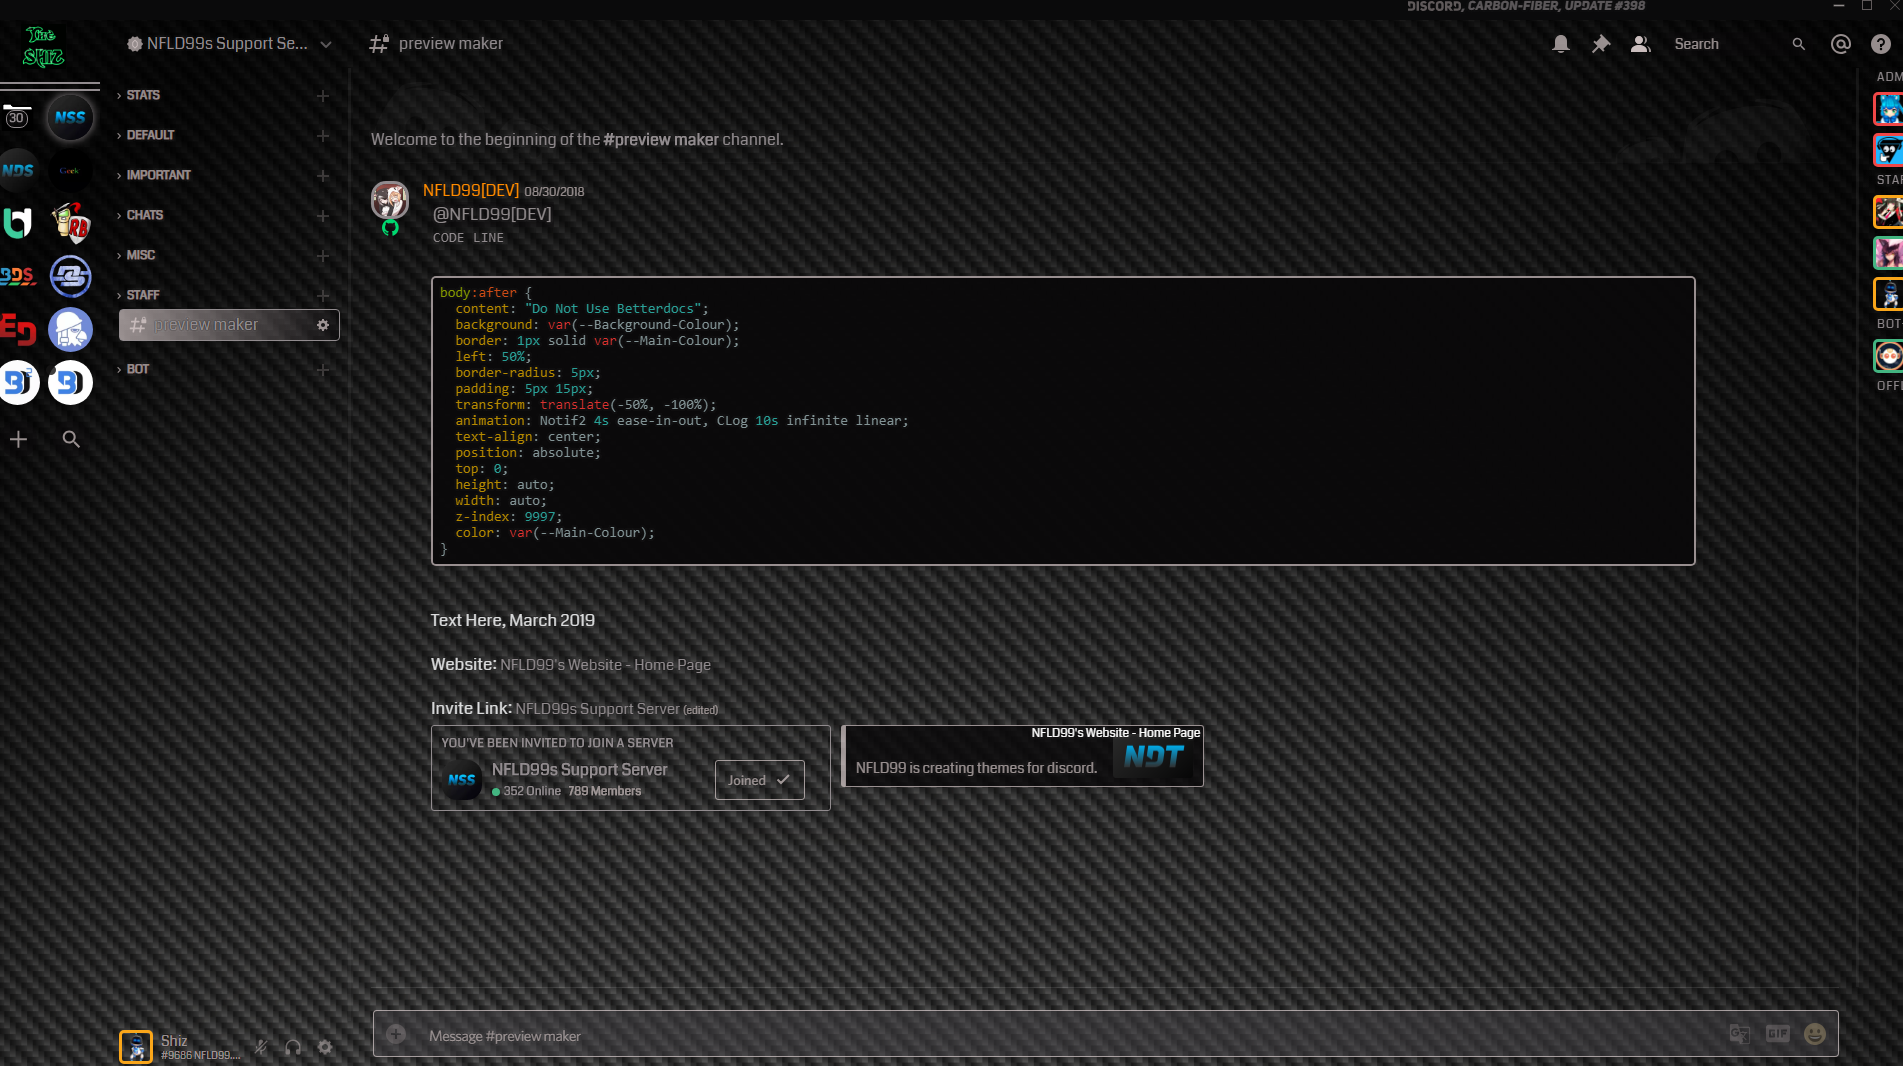 DISCORD, CARBON-FIBER, UPDATE #398
The
SHIZ
NFLD99s Support Se...
preview maker
Search
ADM
30
NSS
STATS
DEFAULT
NDS
Geek
IMPORTANT
CHATS
RB
MISC
BDS
STAFF
preview maker
ED
BOT
Welcome to the beginning of the #preview maker channel.
NFLD99[DEV] 08/30/2018
@NFLD99[DEV]
CODE LINE
body:after {
content: "Do Not Use Betterdocs";
background: var(--Background-Colour);
border: 1px solid var(--Main-Colour);
left: 50%;
border-radius: 5px;
padding: 5px 15px;
transform: translate(-50%, -100%);
animation: Notif2 4s ease-in-out, CLog 10s infinite linear;
text-align: center;
position: absolute;
top: 0;
height: auto;
width: auto;
z-index: 9997;
color: var(--Main-Colour);
}
Text Here, March 2019
Website: NFLD99's Website - Home Page
Invite Link: NFLD99s Support Server (edited)
YOU'VE BEEN INVITED TO JOIN A SERVER
NSS
NFLD99s Support Server
352 Online 789 Members
Joined
NFLD99's Website - Home Page
NFLD99 is creating themes for discord.
NDT
STAF
BOT
OFFL
Shiz
#9686 NFLD99....
Message #preview maker
GIF